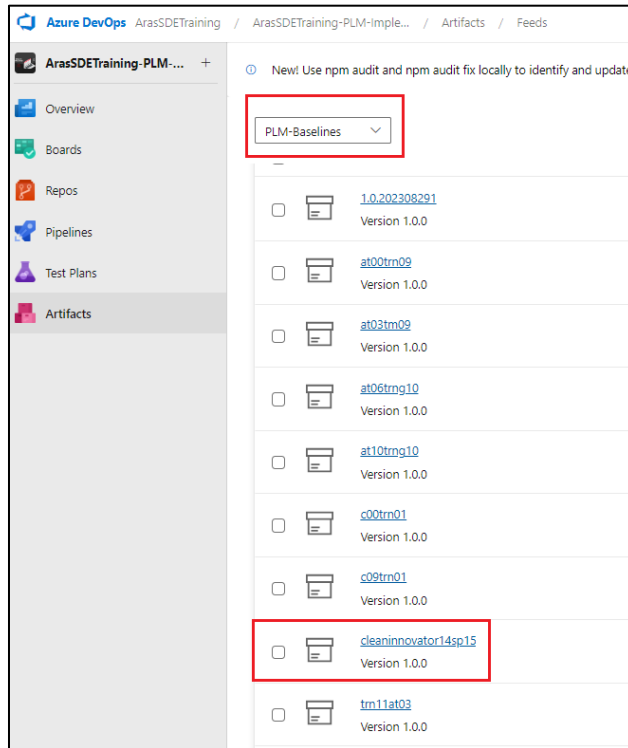 Azure DevOps ArasSDETraining / ArasSDETraining-PLM-Imple... / Artifacts / Feeds
ArasSDETraining-PLM-... +
New! Use npm audit and npm audit fix locally to identify and update
Overview
PLM-Baselines
Boards
Repos
Pipelines
Test Plans
Artifacts
1.0.202308291
Version 1.0.0
at00trn09
Version 1.0.0
at03tm09
Version 1.0.0
at06trng10
Version 1.0.0
at10trng10
Version 1.0.0
c00trn01
Version 1.0.0
c09trn01
Version 1.0.0
cleaninnovator14sp15
Version 1.0.0
trn11at03
Version 1.0.0